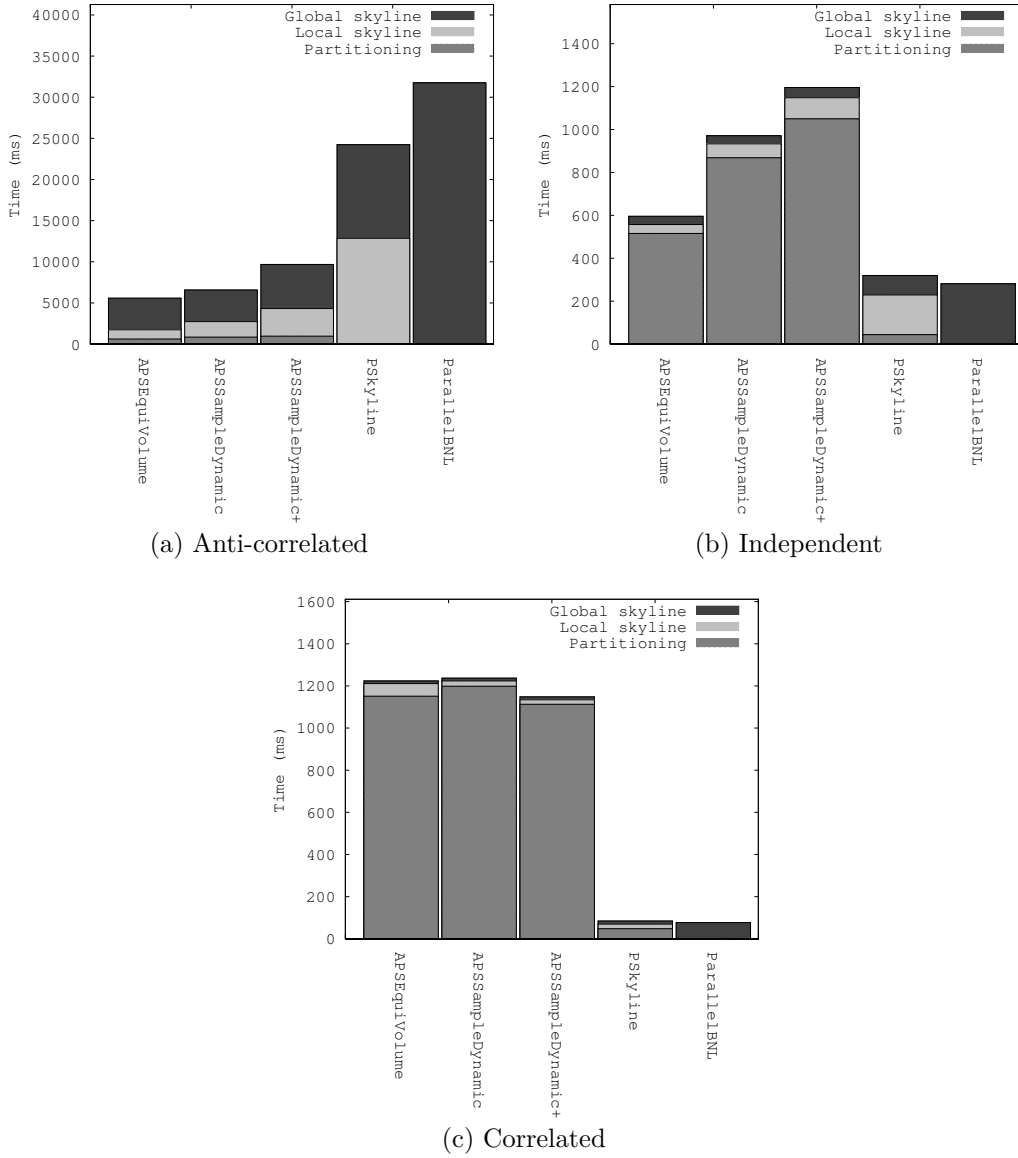 40000
35000
30000
25000
20000
15000
10000
5000
0
Time (ms)
Global skyline
Local skyline
Partitioning
APSEquiVolume
APSSampleDynamic
APSSampleDynamic+
PSkyline
ParallelBNL
(a) Anti-correlated
1400
1200
1000
800
600
400
200
0
Time (ms)
Global skyline
Local skyline
Partitioning
APSEquiVolume
APSSampleDynamic
APSSampleDynamic+
PSkyline
ParallelBNL
(b) Independent
1600
1400
1200
1000
800
600
400
200
0
Time (ms)
Global skyline
Local skyline
Partitioning
APSEquiVolume
APSSampleDynamic
APSSampleDynamic+
PSkyline
ParallelBNL
(c) Correlated